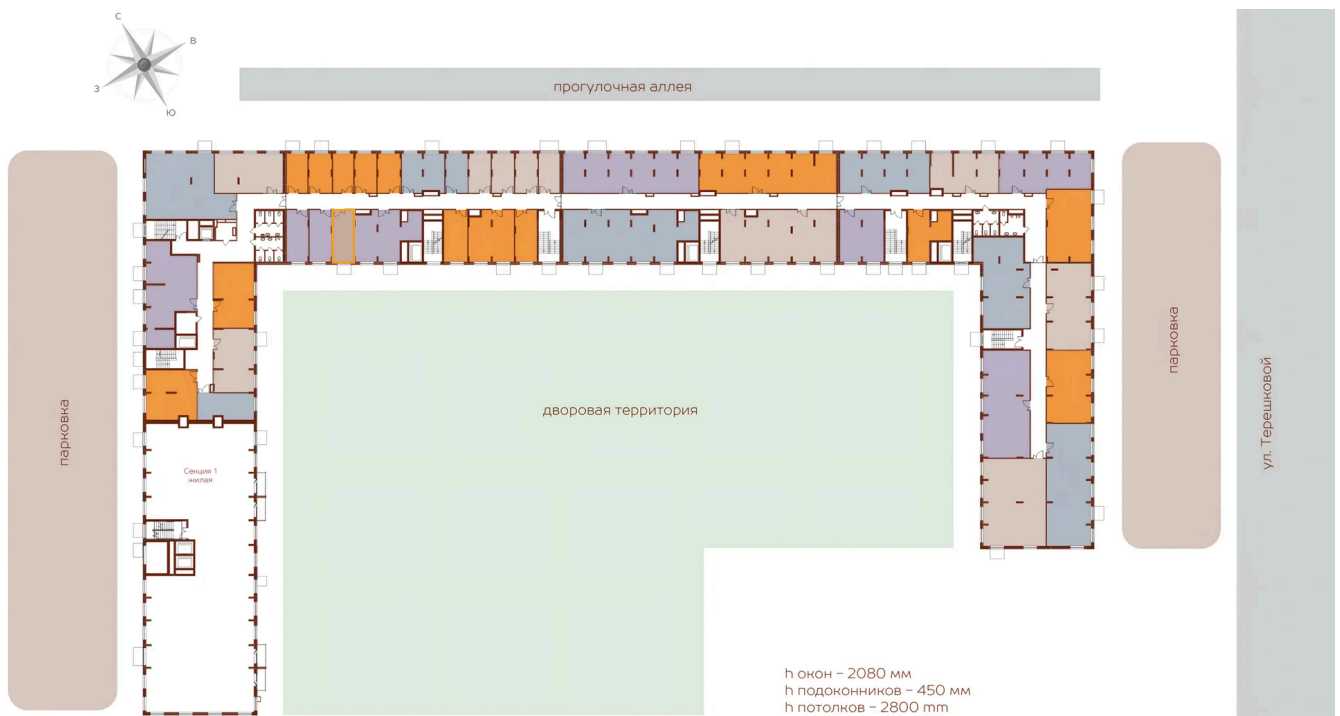 С
В
З
Ю
прогулочная аллея
парковка
дворовая территория
парковка
ул. Терешковой
Секция 1
жилая
h окон – 2080 мм
h подоконников – 450 мм
h потолков – 2800 mm